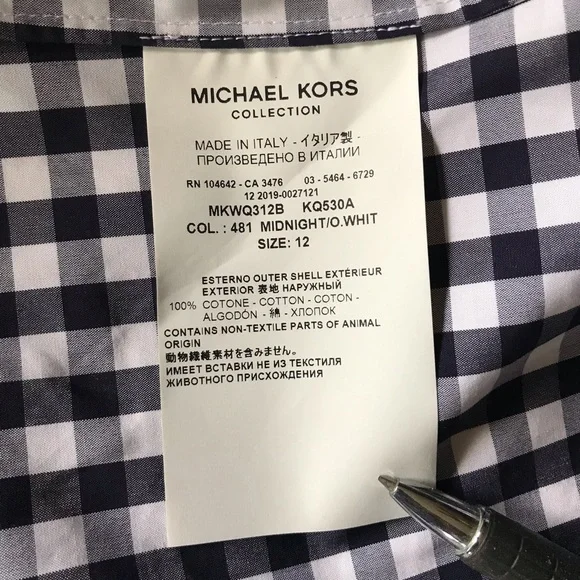 MICHAEL KORS
COLLECTION
MADE IN ITALY - イタリア製 -
ПРОИЗВЕДЕНО В ИТАЛИИ
RN 104642 - CA 3476 03 - 5464 - 6729
12 2019-0027121
MKWQ312B KQ530A
COL. : 481 MIDNIGHT/O.WHIT
SIZE: 12
ESTERNO OUTER SHELL EXTÉRIEUR
EXTERIOR 表地 НАРУЖНЫЙ
100% COTONE - COTTON - COTON -
ALGODÓN - 綿 - ХЛОПОК
CONTAINS NON-TEXTILE PARTS OF ANIMAL
ORIGIN
動物繊維素材を含みません。
ИМЕЕТ ВСТАВКИ НЕ ИЗ ТЕКСТИЛЯ
ЖИВОТНОГО ПРИСХОЖДЕНИЯ